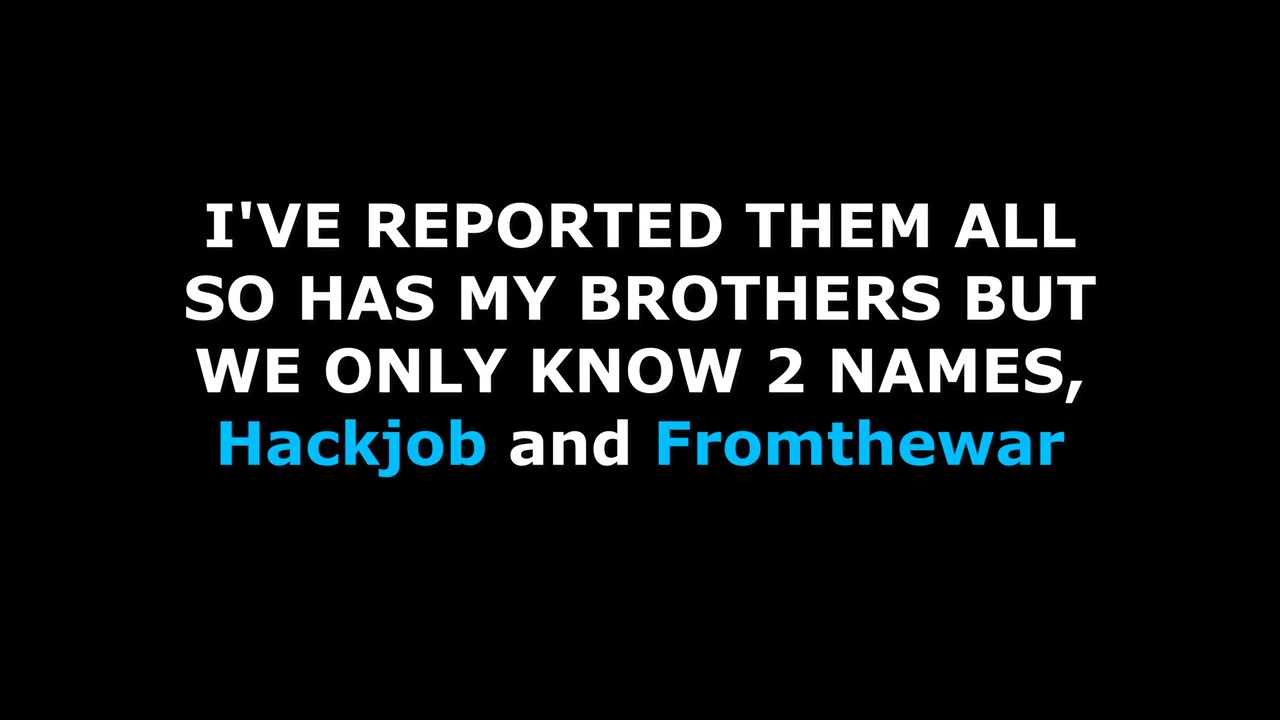 I'VE REPORTED THEM ALL
SO HAS MY BROTHERS BUT
WE ONLY KNOW 2 NAMES,
Hackjob and Fromthewar